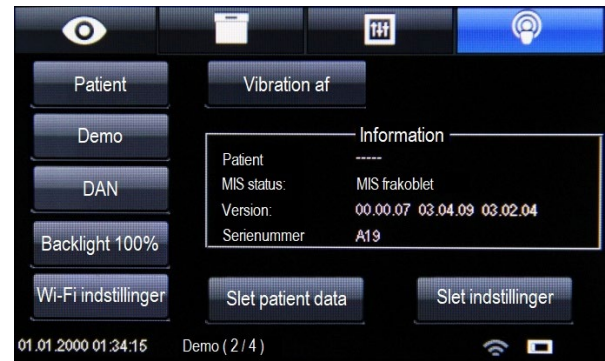 Patient
Vibration af
Demo
DAN
Backlight 100%
Wi-Fi indstillinger
Information
Patient -----
MIS status: MIS frakoblet
Version: 00.00.07 03.04.09 03.02.04
Serienummer A19
Slet patient data
Slet indstillinger
01.01.2000 01:34:15 Demo ( 2 / 4 )